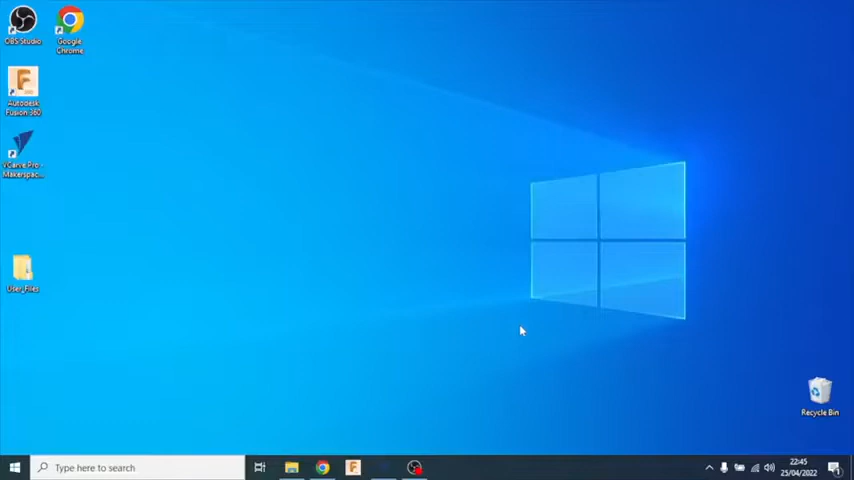 OBS Studio
Google
Chrome
Autodesk
Fusion 360
VCarve Pro -
Makerspac...
User_Files
Recycle Bin
Type here to search
22:45
25/04/2022
1